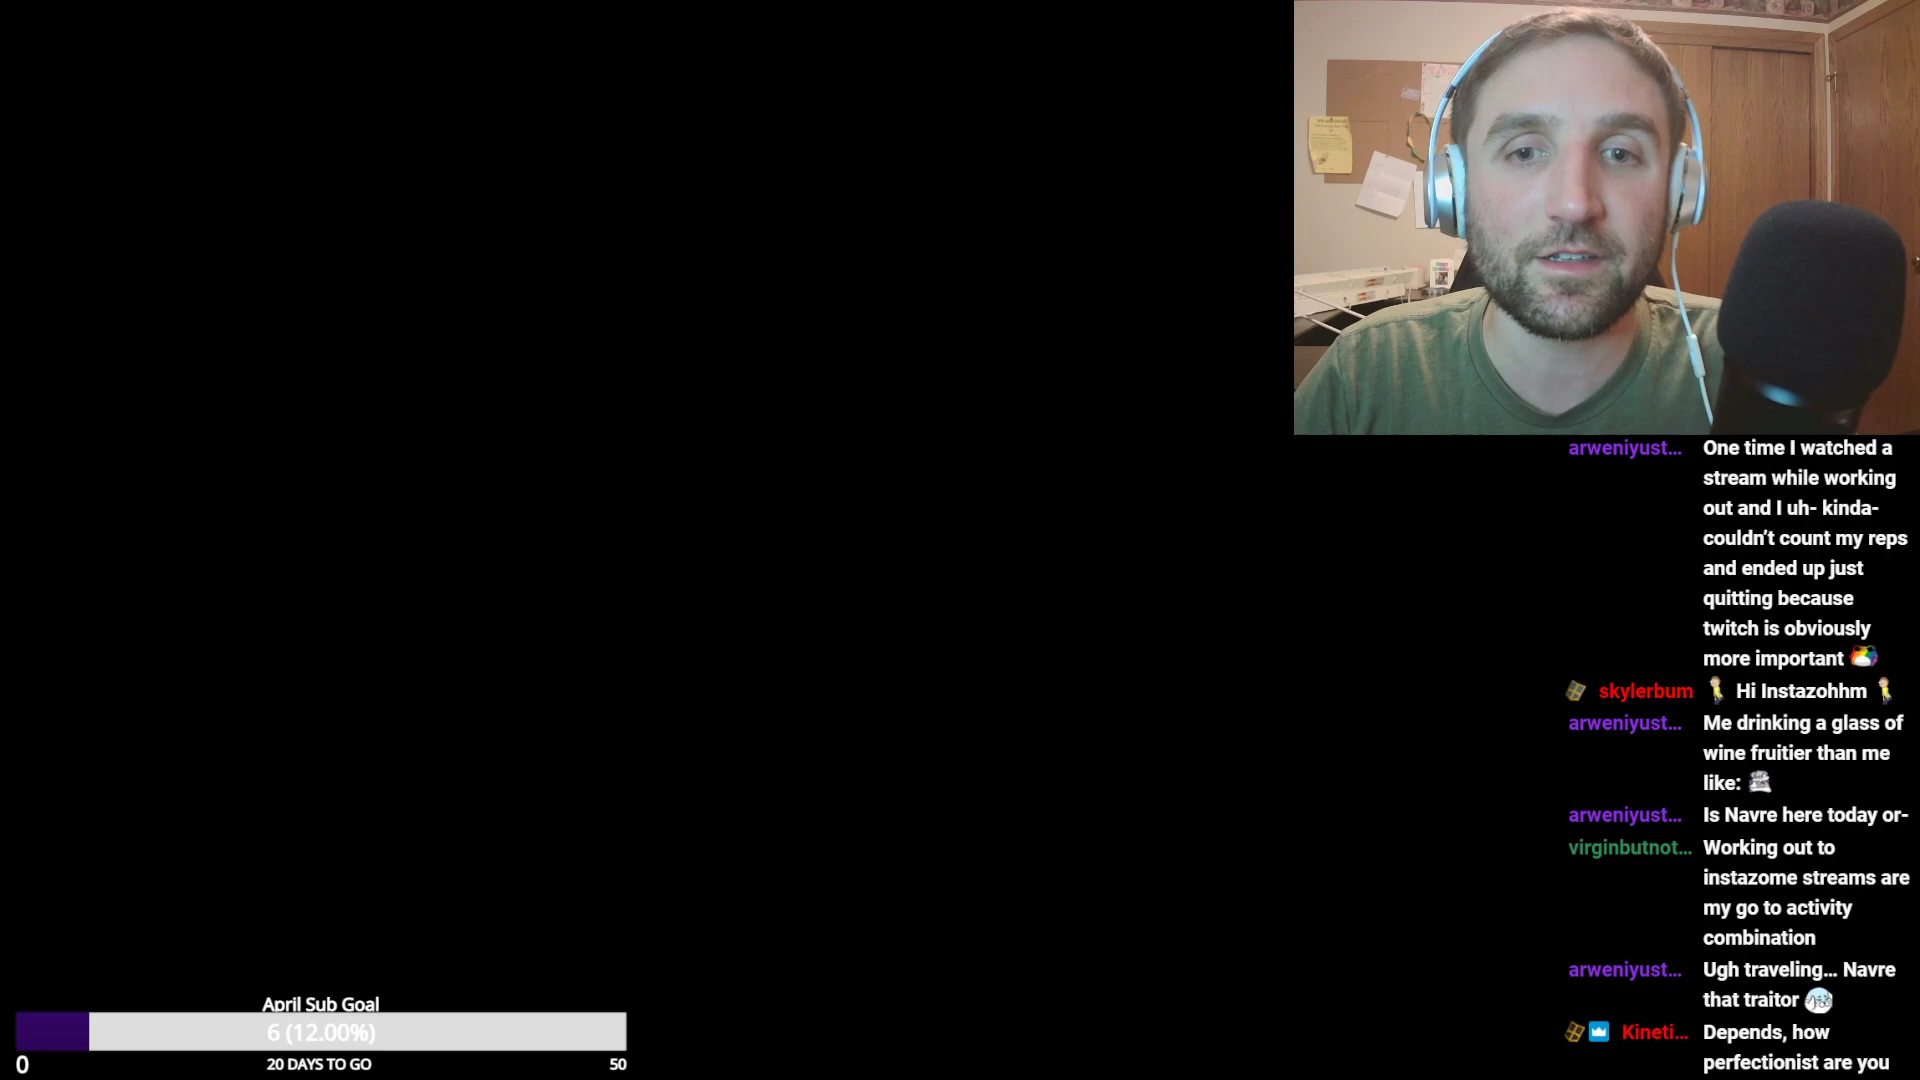 arweniyust... One time I watched a
stream while working
out and I uh- kinda-
couldn't count my reps
and ended up just
quitting because
twitch is obviously
more important
skylerbum Hi Instazohhm
arweniyust... Me drinking a glass of
wine fruitier than me
like:
arweniyust... Is Navre here today or-
virginbutnot... Working out to
instazome streams are
my go to activity
combination
arweniyust... Ugh traveling... Navre
that traitor
Kineti... Depends, how
perfectionist are you
April Sub Goal
6 (12.00%)
0 20 DAYS TO GO 50